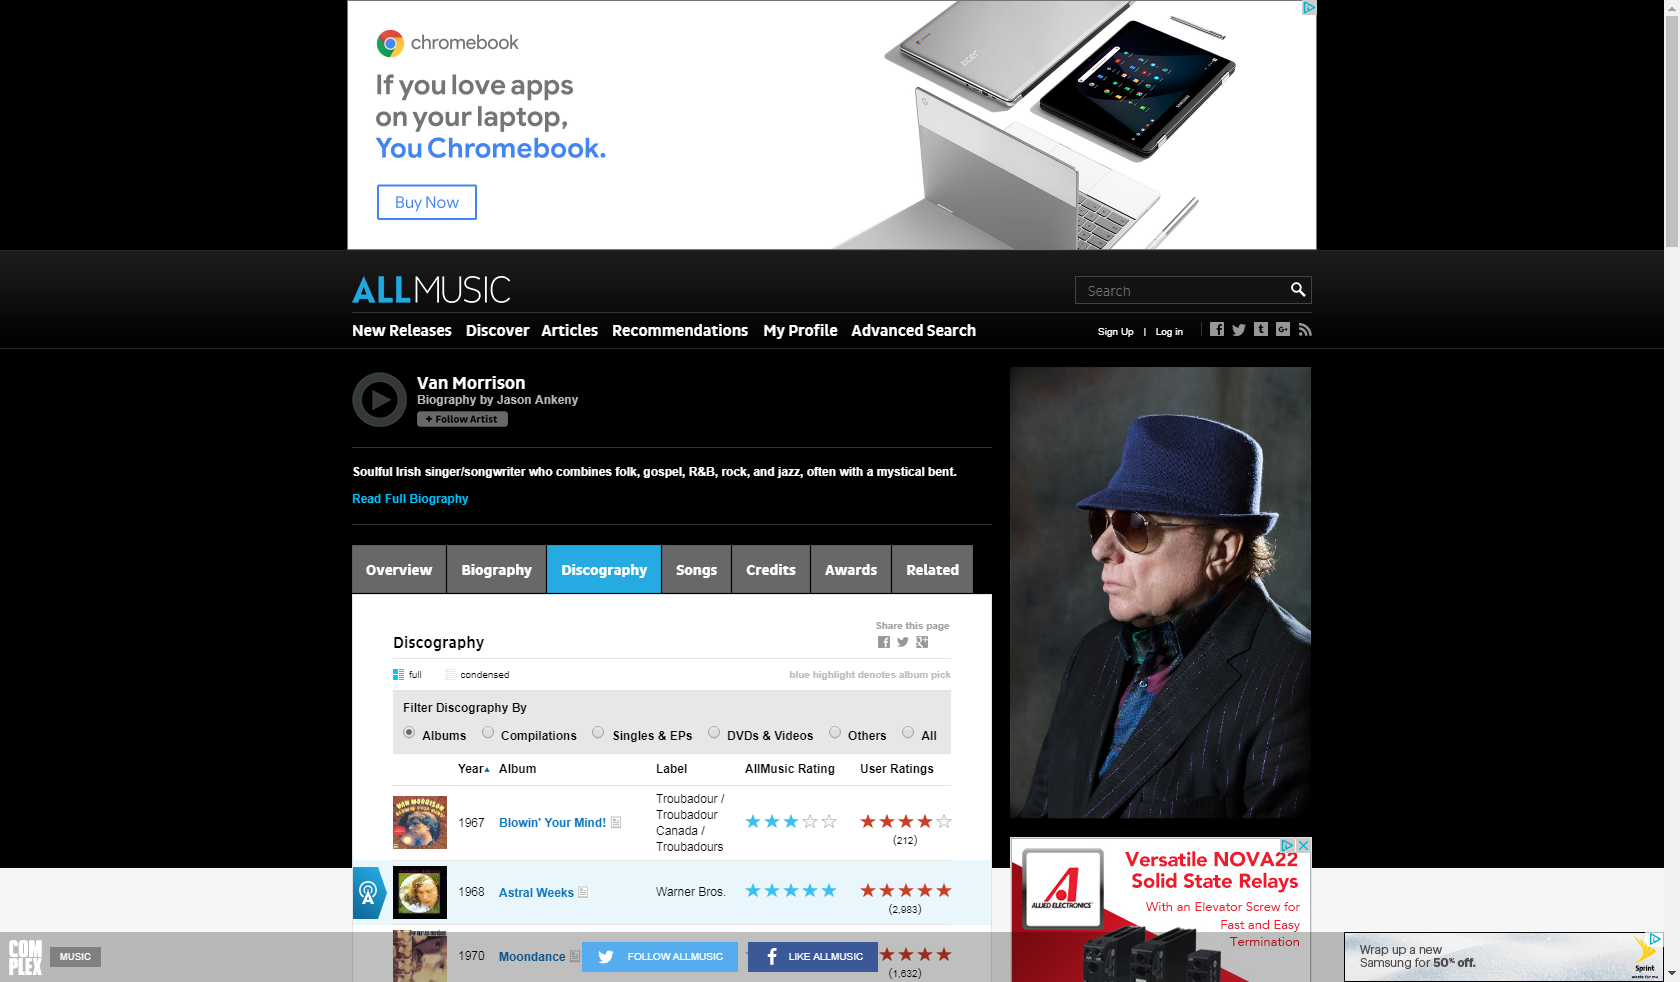 chromebook
If you love apps
on your laptop,
You Chromebook.
Buy Now
ALLMUSIC
Search
New Releases Discover Articles Recommendations My Profile Advanced Search
Sign Up | Log in
Van Morrison
Biography by Jason Ankeny
+ Follow Artist
Soulful Irish singer/songwriter who combines folk, gospel, R&B, rock, and jazz, often with a mystical bent.
Read Full Biography
Overview Biography Discography Songs Credits Awards Related
Share this page
Discography
full condensed blue highlight denotes album pick
Filter Discography By
Albums Compilations Singles & EPs DVDs & Videos Others All
Year Album Label AllMusic Rating User Ratings
1967 Blowin' Your Mind!
Troubadour /
Troubadour
Canada /
Troubadours
(212)
1968 Astral Weeks Warner Bros.
(2,983)
1970 Moondance
(1,632)
VAN MORRISON
Versatile NOVA22
Solid State Relays
ALLIED ELECTRONICS
With an Elevator Screw for
Fast and Easy
Termination
COMPLEX
MUSIC
FOLLOW ALLMUSIC
LIKE ALLMUSIC
Wrap up a new
Samsung for 50% off.
Sprint
works for me